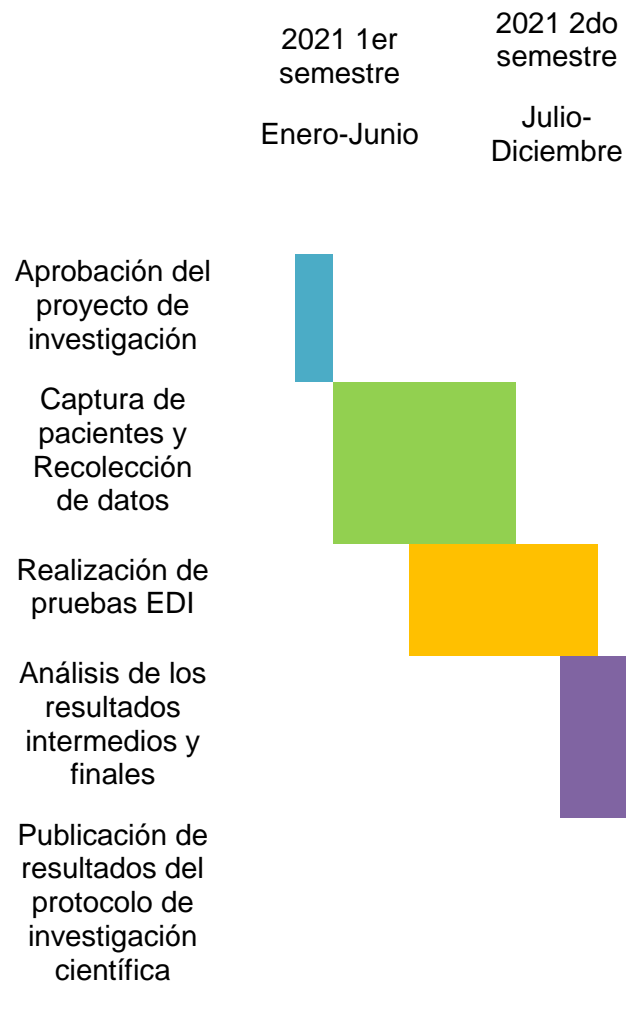 2021 1er
semestre
Enero-Junio
2021 2do
semestre
Julio-
Diciembre
Aprobación del
proyecto de
investigación
Captura de
pacientes y
Recolección
de datos
Realización de
pruebas EDI
Análisis de los
resultados
intermedios y
finales
Publicación de
resultados del
protocolo de
investigación
científica